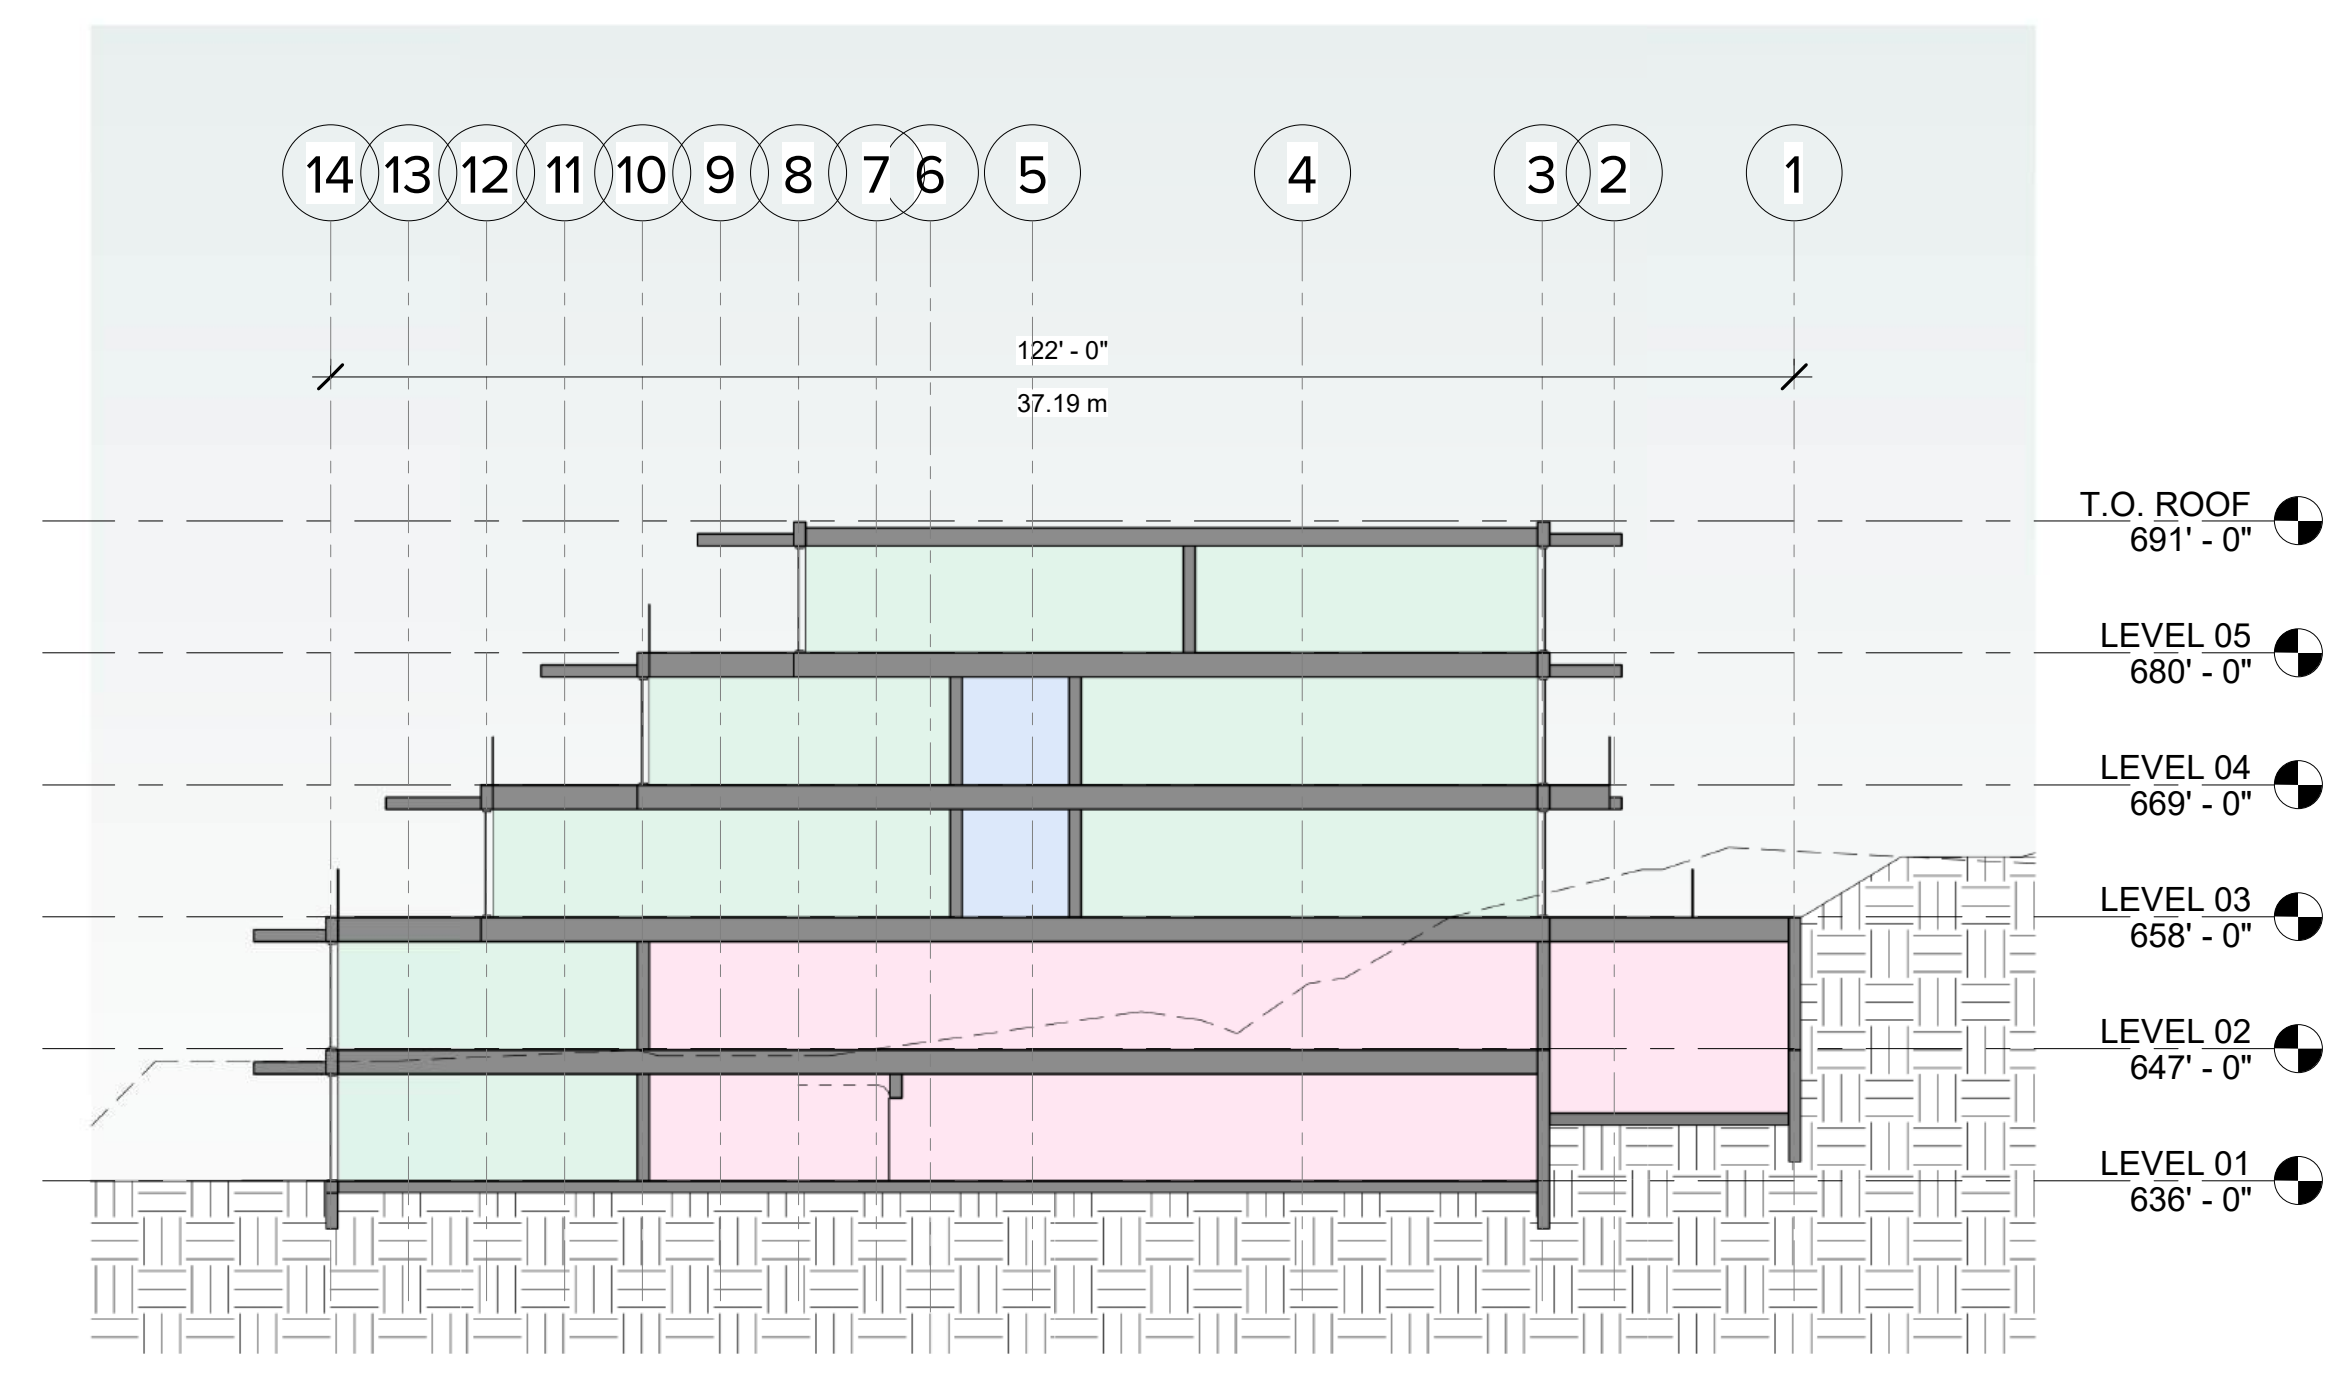 14 13 12 11 10 9 8 7 6 5 4 3 2 1
122' - 0"
37.19 m
T.O. ROOF
691' - 0"
LEVEL 05
680' - 0"
LEVEL 04
669' - 0"
LEVEL 03
658' - 0"
LEVEL 02
647' - 0"
LEVEL 01
636' - 0"